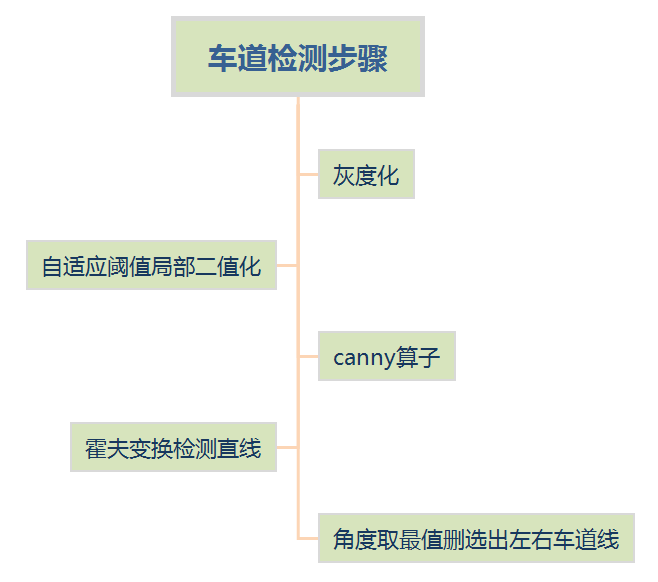 车道检测步骤
灰度化
自适应阈值局部二值化
canny算子
霍夫变换检测直线
角度取最值删选出左右车道线